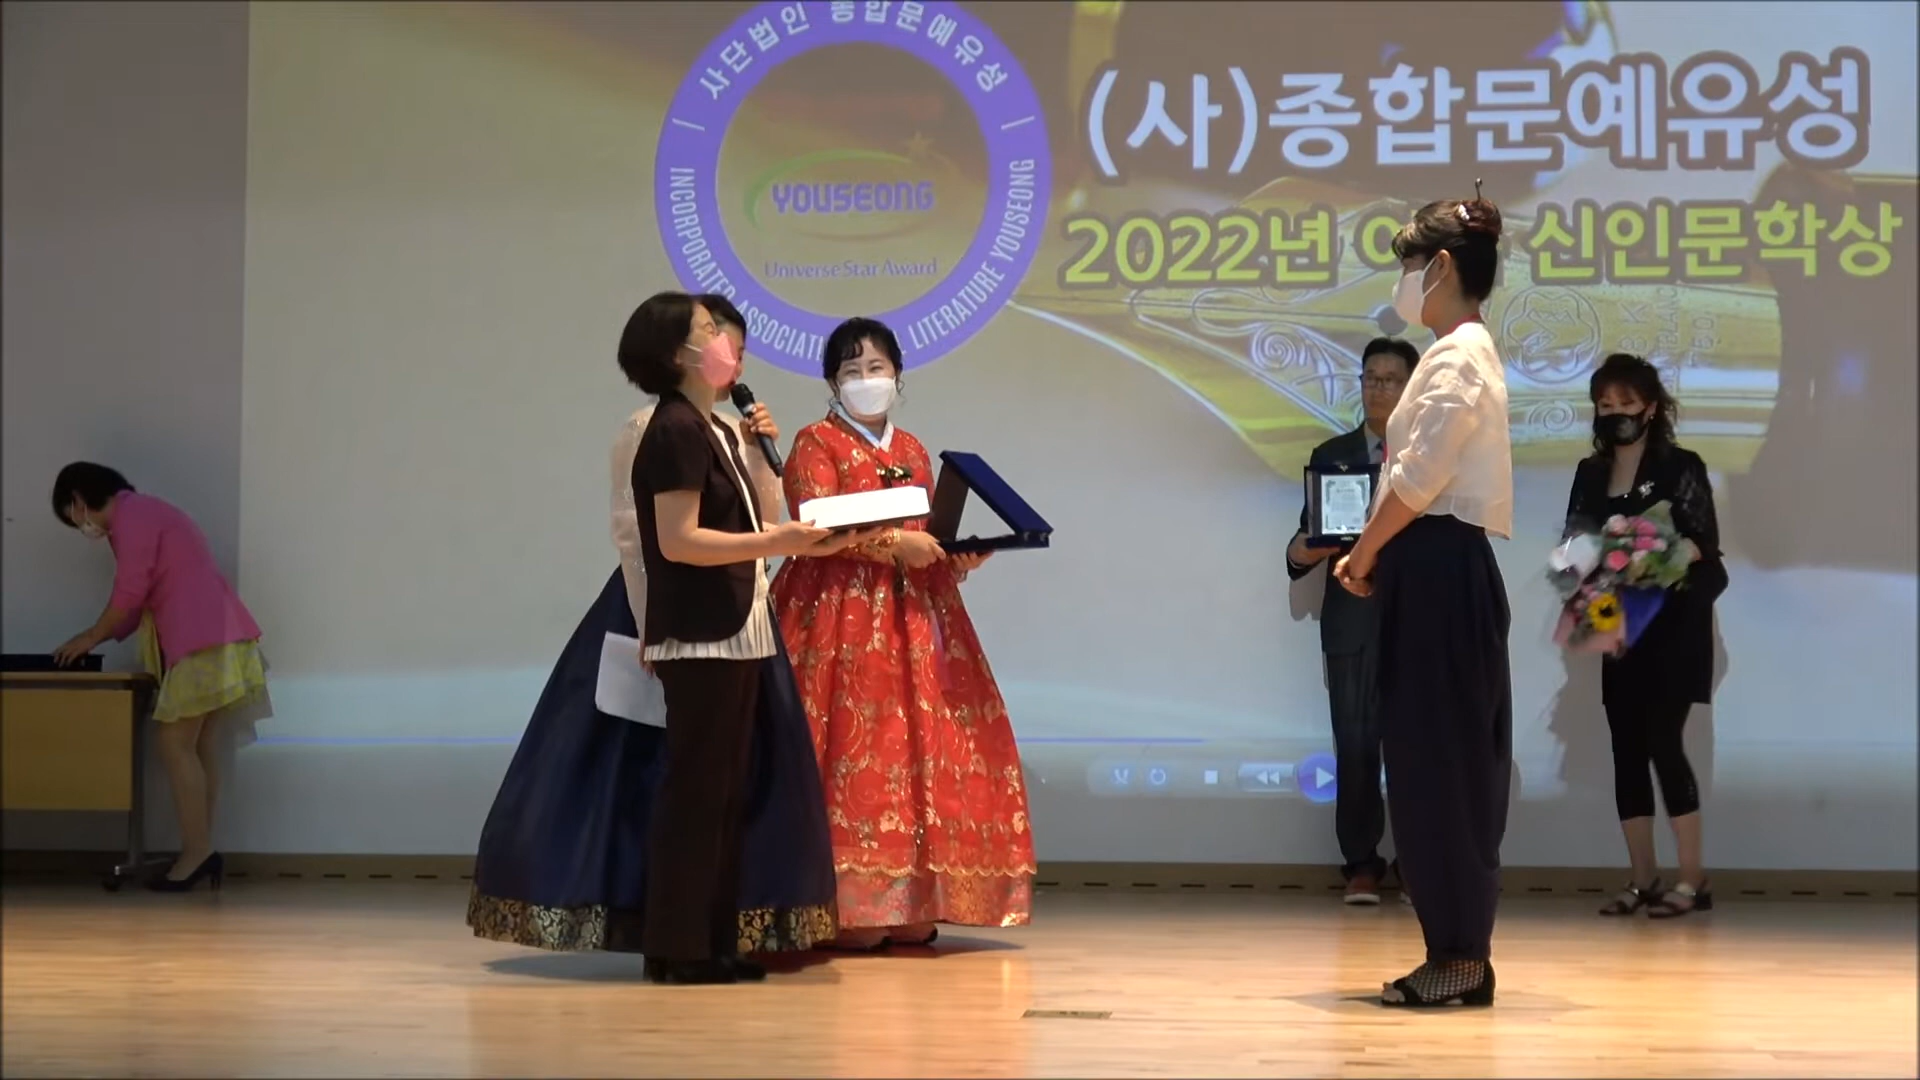 사단법인 종합문예유성
YOUSEONG
Universe Star Award
INCORPORATED ASSOCIATI LITERATURE YOUSEONG
(사)종합문예유성
2022년 신인문학상